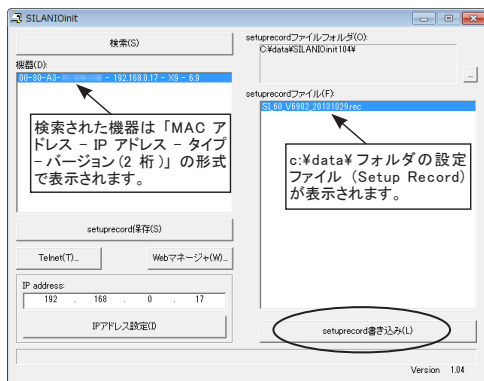 SILANIOinit
検索(S)
機器(D):
00-80-A3- - 192.168.0.17 - X9 - 6.9
検索された機器は「MAC ア
ドレス － IP アドレス － タイプ
－ バージョン(2 桁)」の形式
で表示されます。
setuprecord保存(S)
Telnet(T)...
Webマネージャ(W)...
IP address:
192 . 168 . 0 . 17
IPアドレス設定(I)
setuprecordファイルフォルダ(O):
C:¥data¥SILANIOinit104¥
...
setuprecordファイル(F):
SI_60_V6902_20131029.rec
c:¥data¥ フォルダの設定
ファイル (Setup Record)
が表示されます。
setuprecord書き込み(L)
Version 1.04